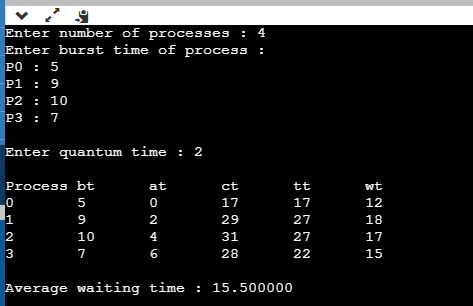 Enter number of processes : 4
Enter burst time of process :
P0 : 5
P1 : 9
P2 : 10
P3 : 7
Enter quantum time : 2
Process bt at ct tt wt
0 5 0 17 17 12
1 9 2 29 27 18
2 10 4 31 27 17
3 7 6 28 22 15
Average waiting time : 15.500000